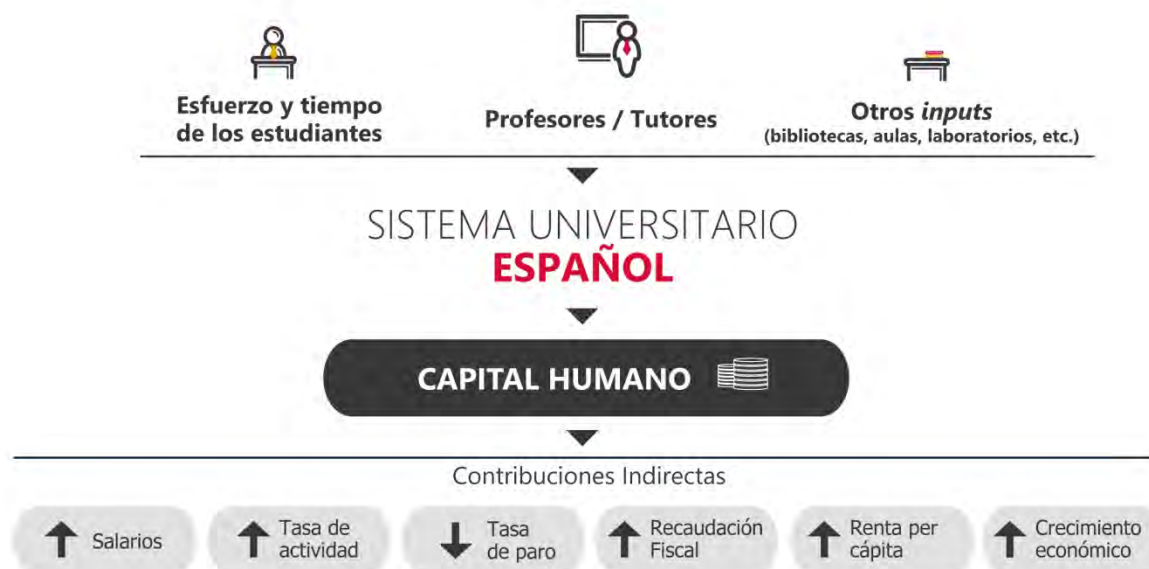 Esfuerzo y tiempo
de los estudiantes
Profesores / Tutores
Otros inputs
(bibliotecas, aulas, laboratorios, etc.)
SISTEMA UNIVERSITARIO
ESPAÑOL
CAPITAL HUMANO
Contribuciones Indirectas
Salarios
Tasa de
actividad
Tasa
de paro
Recaudación
Fiscal
Renta per
cápita
Crecimiento
económico